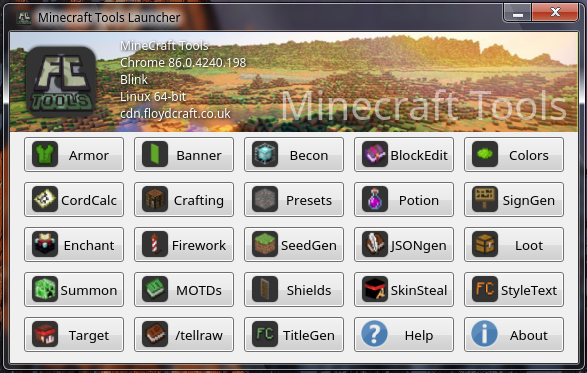 Minecraft Tools Launcher
FC
TOOLS
MineCraft Tools
Chrome 86.0.4240.198
Blink
Linux 64-bit
cdn.floydcraft.co.uk
Minecraft Tools
Armor Banner Becon BlockEdit Colors
CordCalc Crafting Presets Potion SignGen
Enchant Firework SeedGen JSONgen Loot
Summon MOTDs Shields SkinSteal FC StyleText
Target /tellraw FC TitleGen ? Help i About